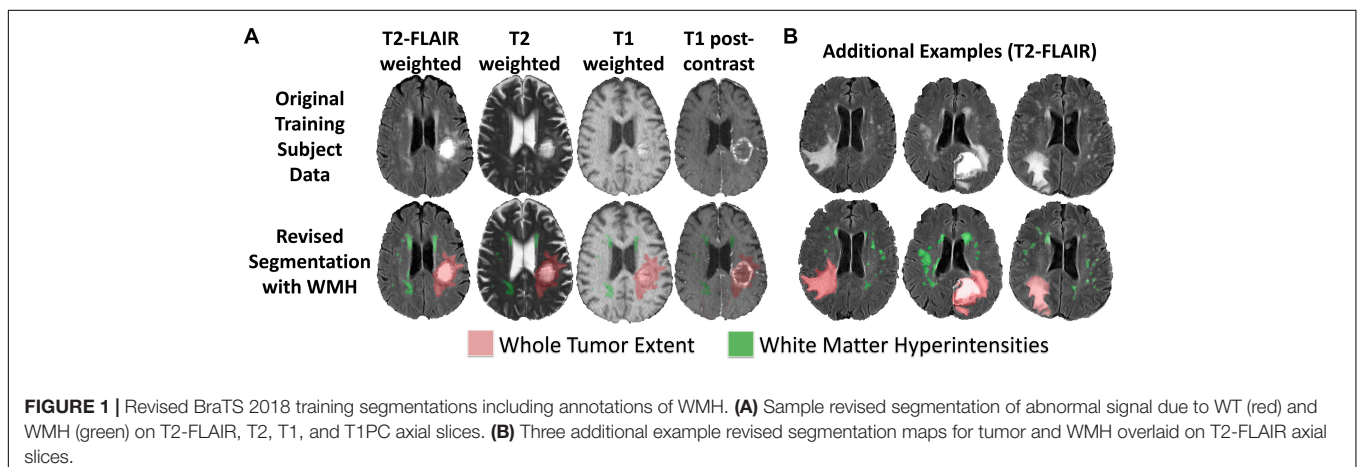 A
T2-FLAIR weighted
T2 weighted
T1 weighted
T1 post-contrast
B
Additional Examples (T2-FLAIR)
Original
Training
Subject
Data
Revised
Segmentation
with WMH
Whole Tumor Extent
White Matter Hyperintensities
FIGURE 1 | Revised BraTS 2018 training segmentations including annotations of WMH. (A) Sample revised segmentation of abnormal signal due to WT (red) and
WMH (green) on T2-FLAIR, T2, T1, and T1PC axial slices. (B) Three additional example revised segmentation maps for tumor and WMH overlaid on T2-FLAIR axial
slices.